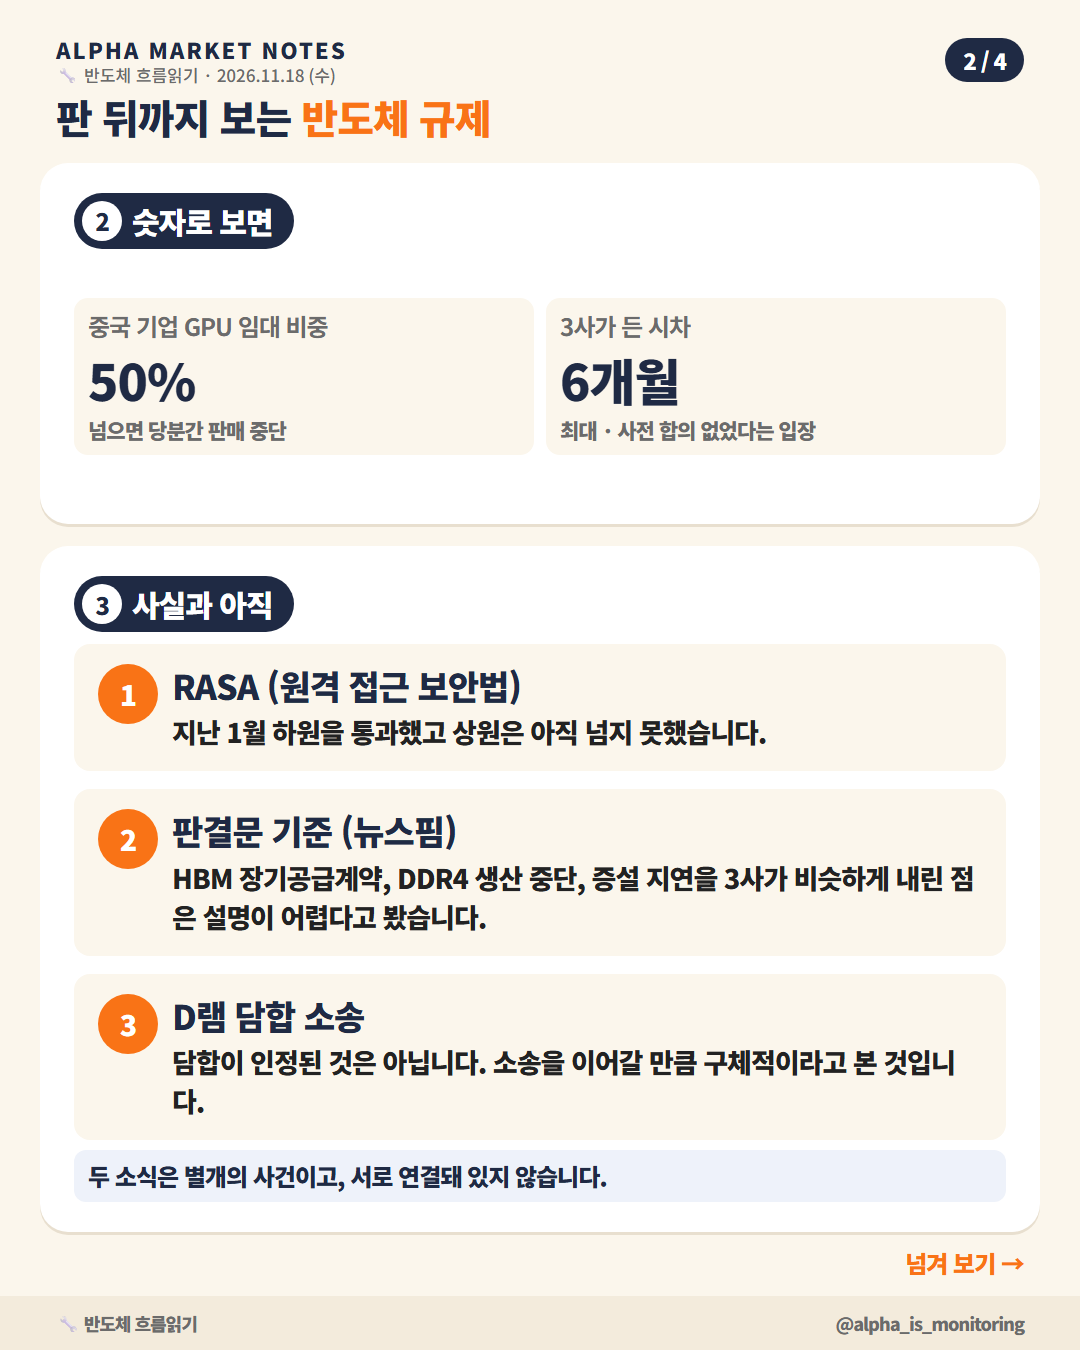 ALPHA MARKET NOTES
반도체 흐름읽기 · 2026.11.18 (수)
2 / 4
판 뒤까지 보는 반도체 규제
2 숫자로 보면
중국 기업 GPU 임대 비중
50%
넘으면 당분간 판매 중단
3사가 든 시차
6개월
최대 · 사전 합의 없었다는 입장
3 사실과 아직
1 RASA (원격 접근 보안법)
지난 1월 하원을 통과했고 상원은 아직 넘지 못했습니다.
2 판결문 기준 (뉴스핌)
HBM 장기공급계약, DDR4 생산 중단, 증설 지연을 3사가 비슷하게 내린 점
은 설명이 어렵다고 봤습니다.
3 D램 담합 소송
담합이 인정된 것은 아닙니다. 소송을 이어갈 만큼 구체적이라고 본 것입니
다.
두 소식은 별개의 사건이고, 서로 연결돼 있지 않습니다.
넘겨 보기 →
반도체 흐름읽기
@alpha_is_monitoring